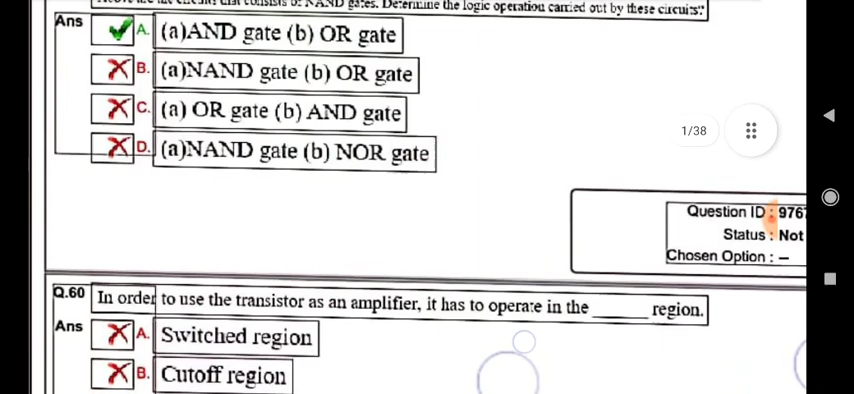 consists of NAND gates. Determine the logic operation carried out by these circuits?
Ans A. (a)AND gate (b) OR gate
B. (a)NAND gate (b) OR gate
C. (a) OR gate (b) AND gate
D. (a)NAND gate (b) NOR gate
1/38
Question ID : 976
Status : Not
Chosen Option : --
Q.60 In order to use the transistor as an amplifier, it has to operate in the ______ region.
Ans A. Switched region
B. Cutoff region